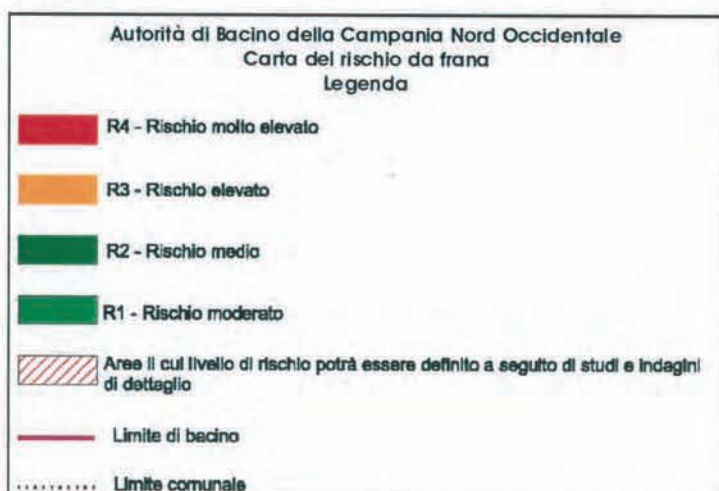 Autorità di Bacino della Campania Nord Occidentale
Carta del rischio da frana
Legenda
R4 - Rischio molto elevato
R3 - Rischio elevato
R2 - Rischio medio
R1 - Rischio moderato
Aree il cui livello di rischio potrà essere definito a seguito di studi e indagini
di dettaglio
Limite di bacino
Limite comunale